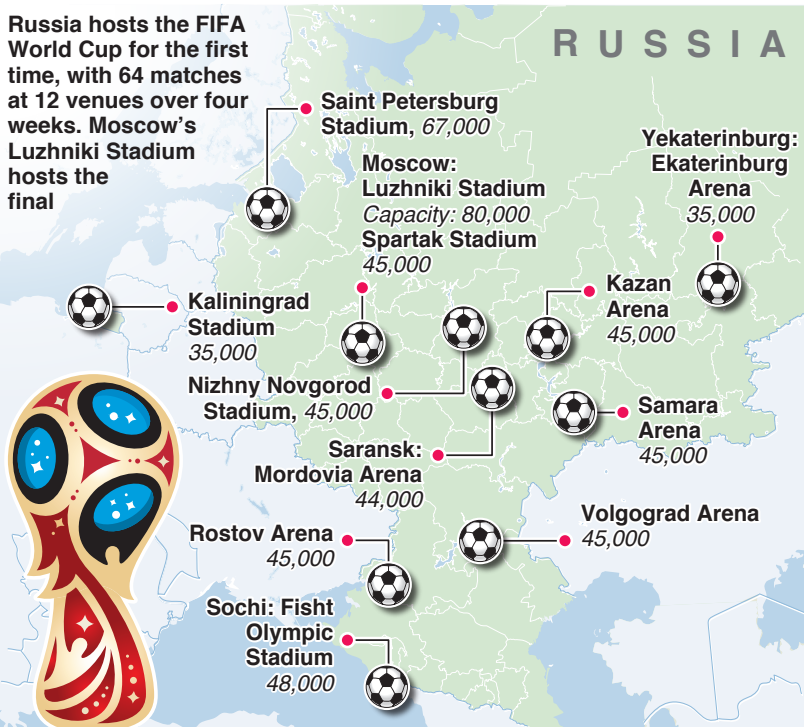 Russia hosts the FIFA
World Cup for the first
time, with 64 matches
at 12 venues over four
weeks. Moscow's
Luzhniki Stadium
hosts the
final
RUSSIA
Saint Petersburg
Stadium, 67,000
Moscow:
Luzhniki Stadium
Capacity: 80,000
Spartak Stadium
45,000
Yekaterinburg:
Ekaterinburg
Arena
35,000
Kaliningrad
Stadium
35,000
Kazan
Arena
45,000
Nizhny Novgorod
Stadium, 45,000
Samara
Arena
45,000
Saransk:
Mordovia Arena
44,000
Rostov Arena
45,000
Volgograd Arena
45,000
Sochi: Fisht
Olympic
Stadium
48,000